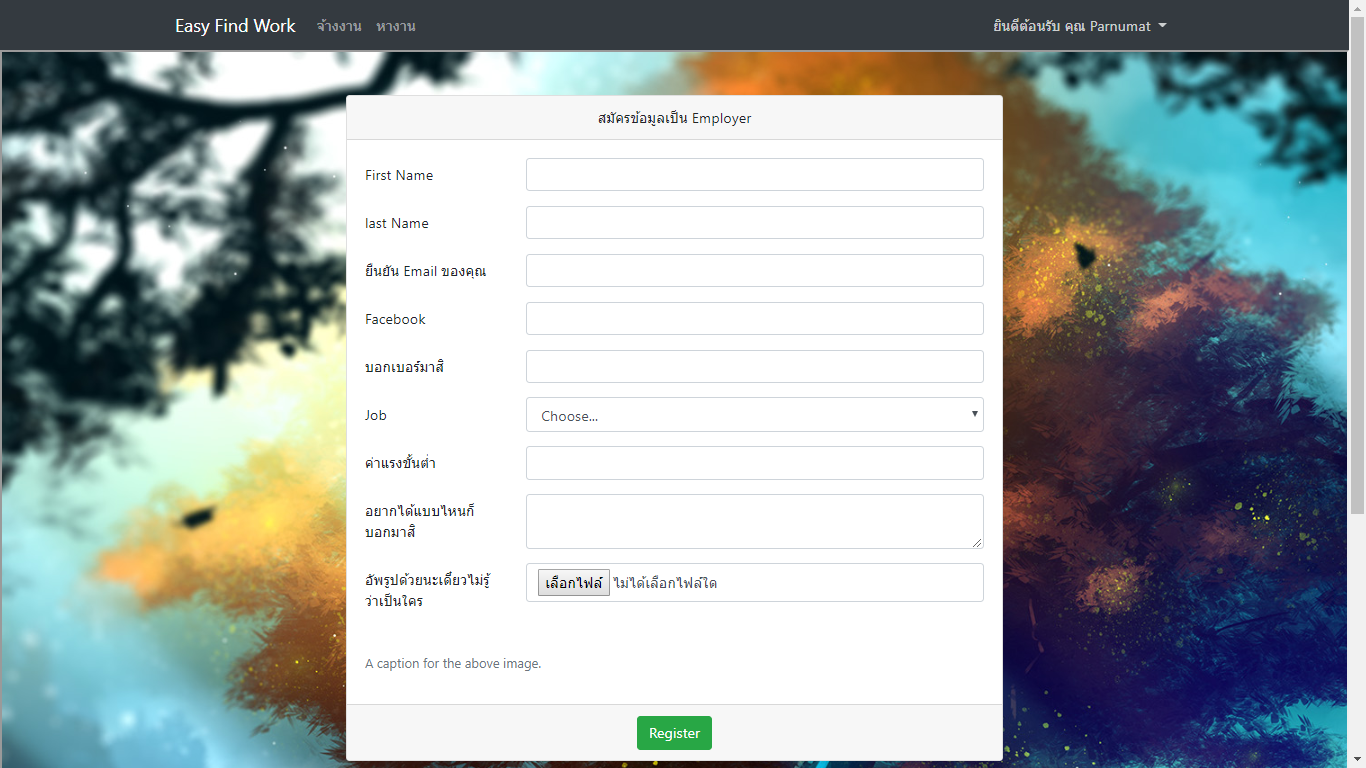 Easy Find Work จ้างงาน หางาน ยินดีต้อนรับ คุณ Parnumat
สมัครข้อมูลเป็น Employer
First Name
last Name
ยืนยัน Email ของคุณ
Facebook
บอกเบอร์มาสิ
Job Choose...
ค่าแรงขั้นต่ำ
อยากได้แบบไหนก็
บอกมาสิ
อัพรูปด้วยนะเดี๋ยวไม่รู้ เลือกไฟล์ ไม่ได้เลือกไฟล์ใด
ว่าเป็นใคร
A caption for the above image.
Register